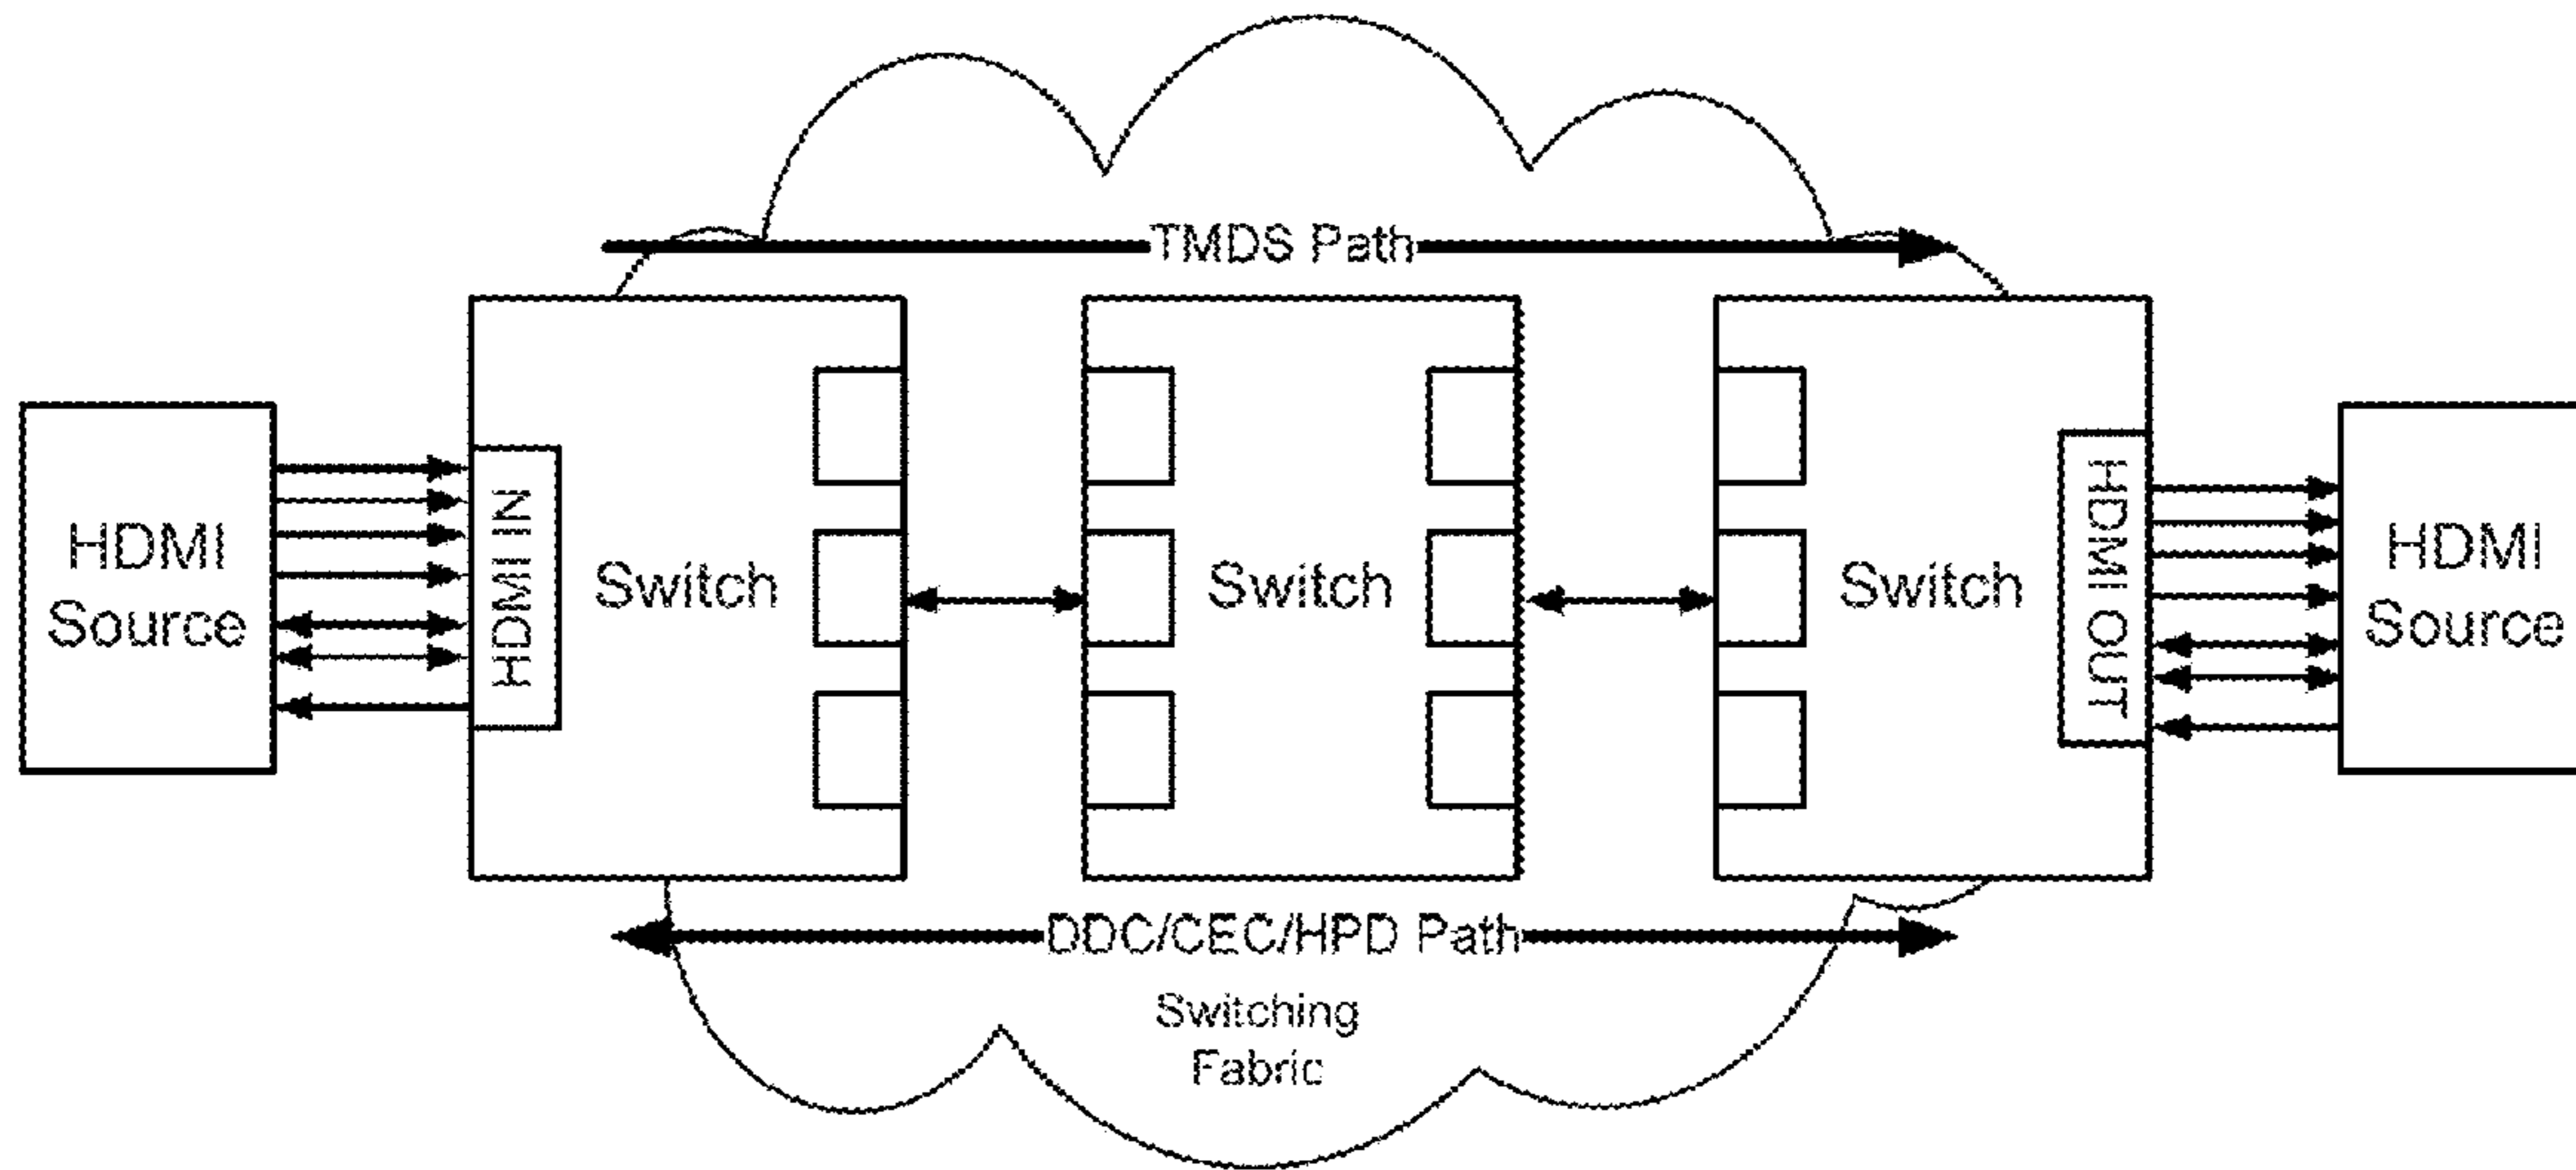 TMDS Path
HDMI
Source
HDMI IN
Switch
Switch
Switch
HDMI OUT
HDMI
Source
DDC/CEC/HPD Path
Switching
Fabric